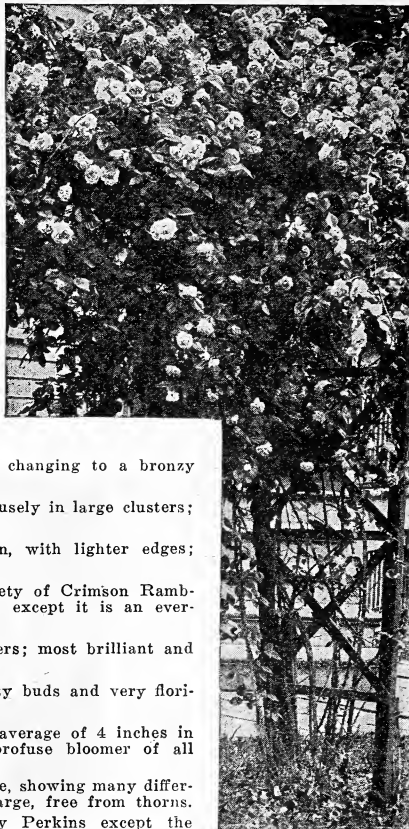 changing to a bronzy
usely in large clusters;
n, with lighter edges;
ety of Crimson Ramb-
except it is an ever-
ers; most brilliant and
y buds and very flori-
average of 4 inches in
rofuse bloomer of all
e, showing many differ-
arge, free from thorns.
y Perkins except the